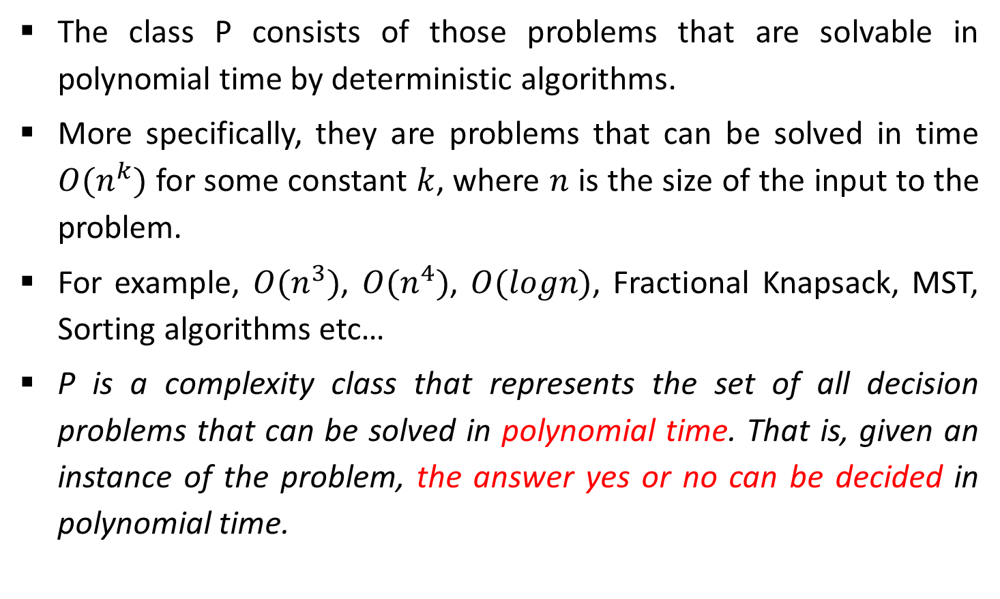 ▪ The class P consists of those problems that are solvable in
polynomial time by deterministic algorithms.
▪ More specifically, they are problems that can be solved in time
𝑂(𝑛^𝑘) for some constant 𝑘, where 𝑛 is the size of the input to the
problem.
▪ For example, 𝑂(𝑛³), 𝑂(𝑛⁴), 𝑂(𝑙𝑜𝑔𝑛), Fractional Knapsack, MST,
Sorting algorithms etc…
▪ P is a complexity class that represents the set of all decision
problems that can be solved in polynomial time. That is, given an
instance of the problem, the answer yes or no can be decided in
polynomial time.